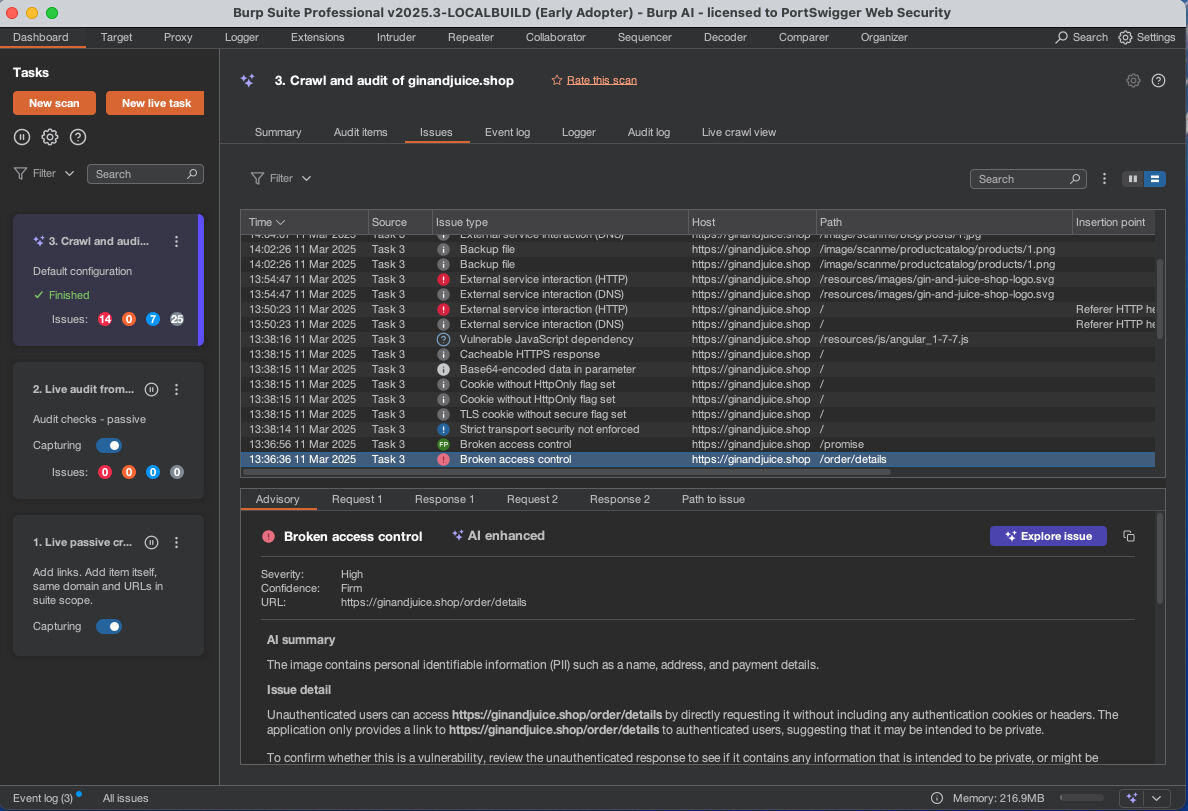 Burp Suite Professional v2025.3-LOCALBUILD (Early Adopter) - Burp AI - licensed to PortSwigger Web Security
Dashboard Target Proxy Logger Extensions Intruder Repeater Collaborator Sequencer Decoder Comparer Organizer Search Settings
Tasks
New scan New live task
Filter Search
3. Crawl and audi...
Default configuration
Finished
Issues: 14 0 7 25
2. Live audit from...
Audit checks - passive
Capturing
Issues: 0 0 0 0
1. Live passive cr...
Add links. Add item itself,
same domain and URLs in
suite scope.
Capturing
3. Crawl and audit of ginandjuice.shop Rate this scan
Summary Audit items Issues Event log Logger Audit log Live crawl view
Filter Search
Time Source Issue type Host Path Insertion point
14:04:07 11 Mar 2025 Task 3 External service interaction (DNS) https://ginandjuice.shop /image/scanme/blog/posts/1.jpg
14:02:26 11 Mar 2025 Task 3 Backup file https://ginandjuice.shop /image/scanme/productcatalog/products/1.png
14:02:26 11 Mar 2025 Task 3 Backup file https://ginandjuice.shop /image/scanme/productcatalog/products/1.png
13:54:47 11 Mar 2025 Task 3 External service interaction (HTTP) https://ginandjuice.shop /resources/images/gin-and-juice-shop-logo.svg
13:54:47 11 Mar 2025 Task 3 External service interaction (DNS) https://ginandjuice.shop /resources/images/gin-and-juice-shop-logo.svg
13:50:23 11 Mar 2025 Task 3 External service interaction (HTTP) https://ginandjuice.shop / Referer HTTP he
13:50:23 11 Mar 2025 Task 3 External service interaction (DNS) https://ginandjuice.shop / Referer HTTP he
13:38:16 11 Mar 2025 Task 3 Vulnerable JavaScript dependency https://ginandjuice.shop /resources/js/angular_1-7-7.js
13:38:15 11 Mar 2025 Task 3 Cacheable HTTPS response https://ginandjuice.shop /
13:38:15 11 Mar 2025 Task 3 Base64-encoded data in parameter https://ginandjuice.shop /
13:38:15 11 Mar 2025 Task 3 Cookie without HttpOnly flag set https://ginandjuice.shop /
13:38:15 11 Mar 2025 Task 3 Cookie without HttpOnly flag set https://ginandjuice.shop /
13:38:15 11 Mar 2025 Task 3 TLS cookie without secure flag set https://ginandjuice.shop /
13:38:14 11 Mar 2025 Task 3 Strict transport security not enforced https://ginandjuice.shop /
13:36:56 11 Mar 2025 Task 3 FP Broken access control https://ginandjuice.shop /promise
13:36:36 11 Mar 2025 Task 3 Broken access control https://ginandjuice.shop /order/details
Advisory Request 1 Response 1 Request 2 Response 2 Path to issue
Broken access control AI enhanced Explore issue
Severity: High
Confidence: Firm
URL: https://ginandjuice.shop/order/details
AI summary
The image contains personal identifiable information (PII) such as a name, address, and payment details.
Issue detail
Unauthenticated users can access https://ginandjuice.shop/order/details by directly requesting it without including any authentication cookies or headers. The
application only provides a link to https://ginandjuice.shop/order/details to authenticated users, suggesting that it may be intended to be private.
To confirm whether this is a vulnerability, review the unauthenticated response to see if it contains any information that is intended to be private, or might be
Event log (3) All issues Memory: 216.9MB